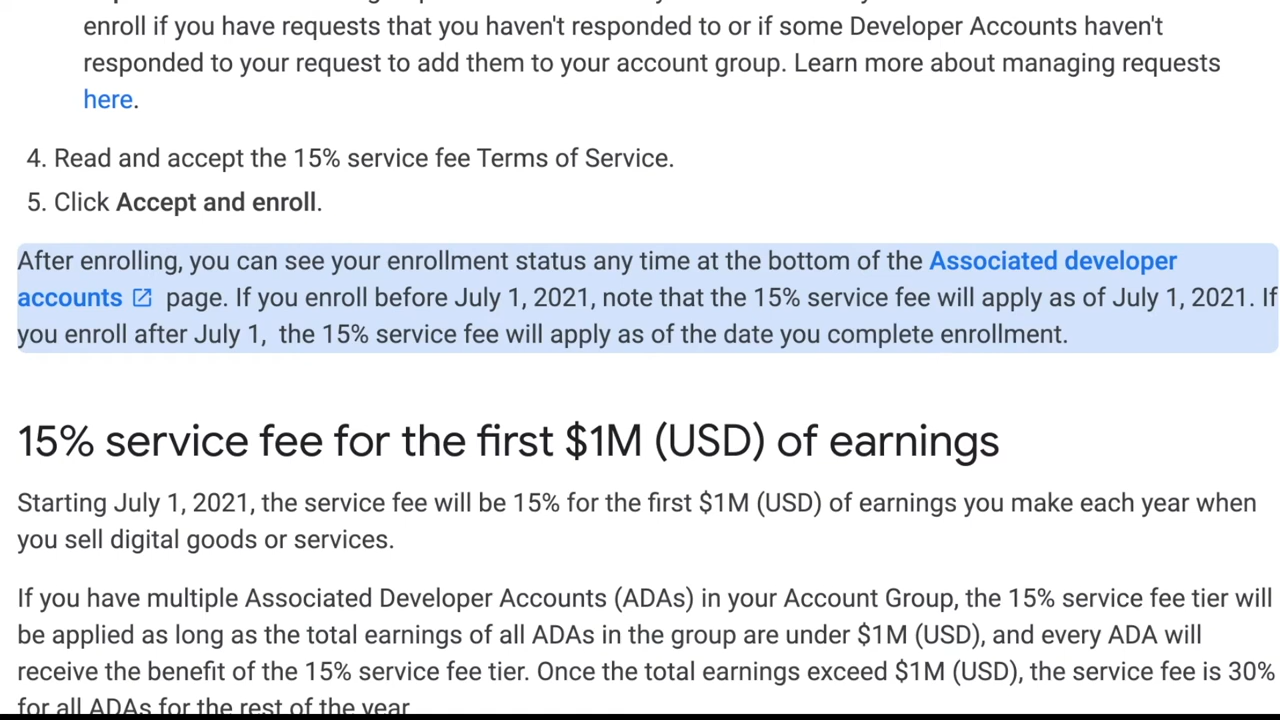 enroll if you have requests that you haven't responded to or if some Developer Accounts haven't
responded to your request to add them to your account group. Learn more about managing requests
here.
4. Read and accept the 15% service fee Terms of Service.
5. Click Accept and enroll.
After enrolling, you can see your enrollment status any time at the bottom of the Associated developer
accounts page. If you enroll before July 1, 2021, note that the 15% service fee will apply as of July 1, 2021. If
you enroll after July 1, the 15% service fee will apply as of the date you complete enrollment.
15% service fee for the first $1M (USD) of earnings
Starting July 1, 2021, the service fee will be 15% for the first $1M (USD) of earnings you make each year when
you sell digital goods or services.
If you have multiple Associated Developer Accounts (ADAs) in your Account Group, the 15% service fee tier will
be applied as long as the total earnings of all ADAs in the group are under $1M (USD), and every ADA will
receive the benefit of the 15% service fee tier. Once the total earnings exceed $1M (USD), the service fee is 30%
for all ADAs for the rest of the year